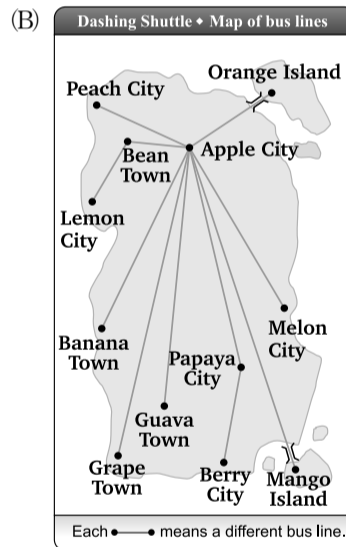 (B)
Dashing Shuttle ◆ Map of bus lines
Orange Island
Peach City
Bean
Town
Apple City
Lemon
City
Banana
Town
Melon
City
Papaya
City
Guava
Town
Grape
Town
Berry
City
Mango
Island
Each ●—● means a different bus line.